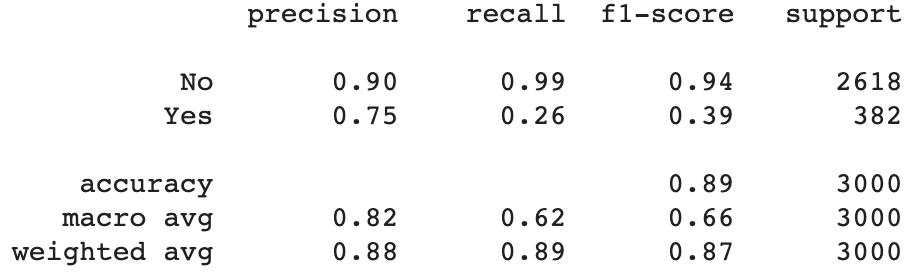 precision recall f1-score support
No 0.90 0.99 0.94 2618
Yes 0.75 0.26 0.39 382
accuracy 0.89 3000
macro avg 0.82 0.62 0.66 3000
weighted avg 0.88 0.89 0.87 3000